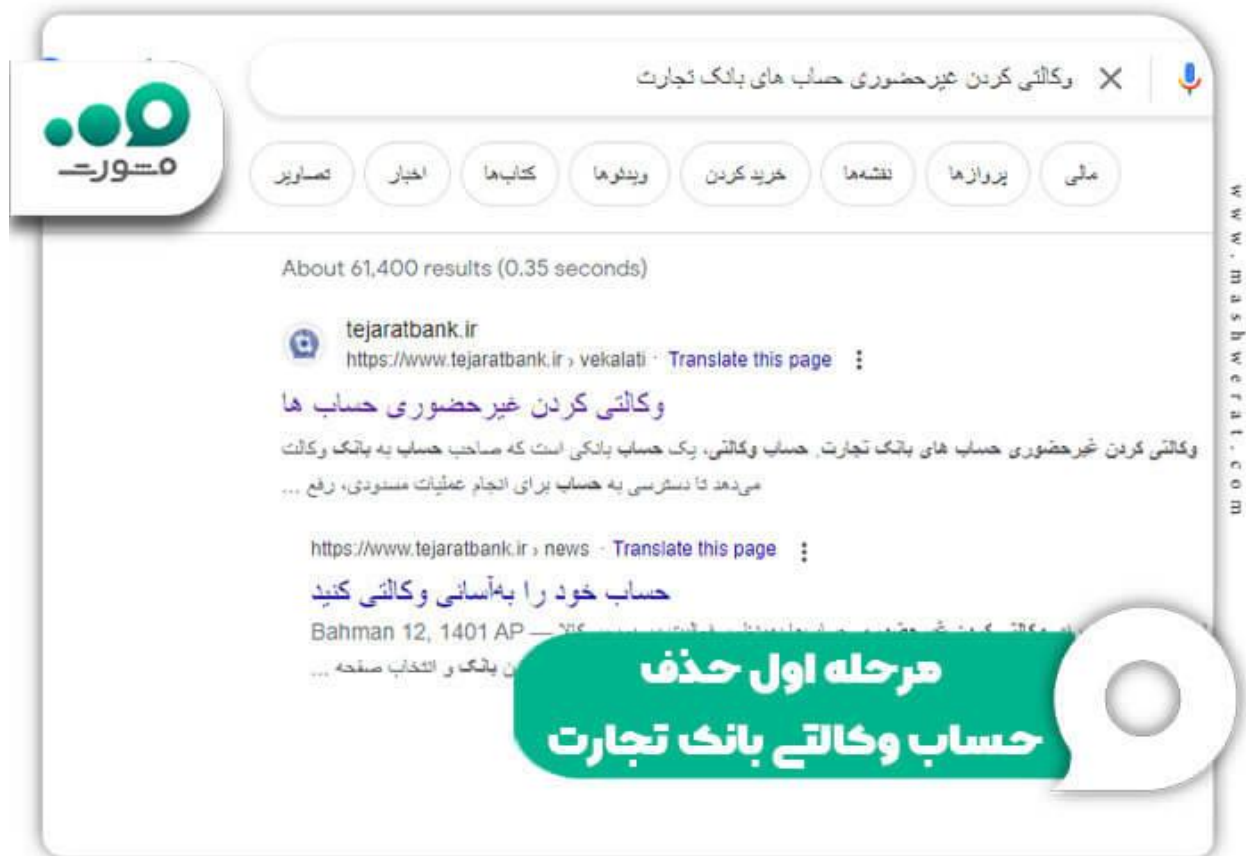 وکالتی کردن غیرحضوری حساب های بانک تجارت
مشورت
مالی پروازها نقشه‌ها خرید کردن ویدئوها کتاب‌ها اخبار تصاویر
About 61,400 results (0.35 seconds)
tejaratbank.ir
https://www.tejaratbank.ir › vekalati · Translate this page
وکالتی کردن غیرحضوری حساب ها
وکالتی کردن غیرحضوری حساب های بانک تجارت. حساب وکالتی، یک حساب بانکی است که صاحب حساب به بانک وکالت
می‌دهد تا دسترسی به حساب برای انجام عملیات مسدودی، رفع ...
https://www.tejaratbank.ir › news · Translate this page
حساب خود را به‌آسانی وکالتی کنید
Bahman 12, 1401 AP —
بانک و انتخاب صفحه ...
مرحله اول حذف
حساب وکالتی بانک تجارت
www.mashwerat.com